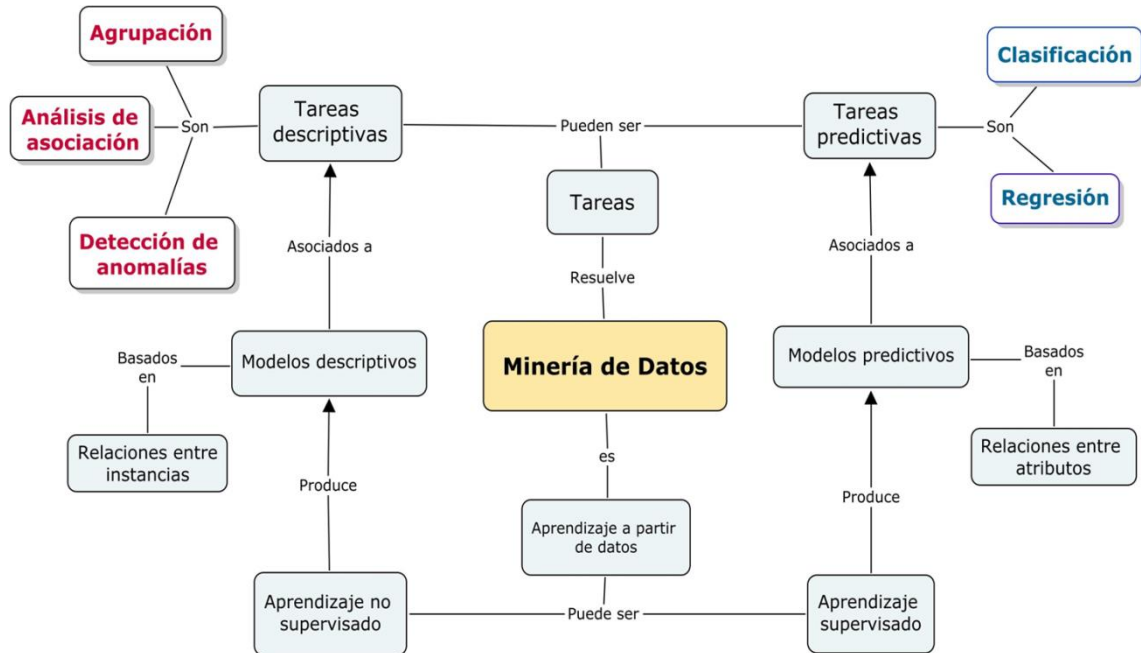 Agrupación
Clasificación
Análisis de
asociación
Son
Tareas
descriptivas
Pueden ser
Tareas
predictivas
Son
Tareas
Regresión
Detección de
anomalías
Asociados a
Resuelve
Asociados a
Basados
en
Modelos descriptivos
Minería de Datos
Modelos predictivos
Basados
en
Relaciones entre
instancias
es
Relaciones entre
atributos
Produce
Produce
Aprendizaje a partir
de datos
Aprendizaje no
supervisado
Puede ser
Aprendizaje
supervisado